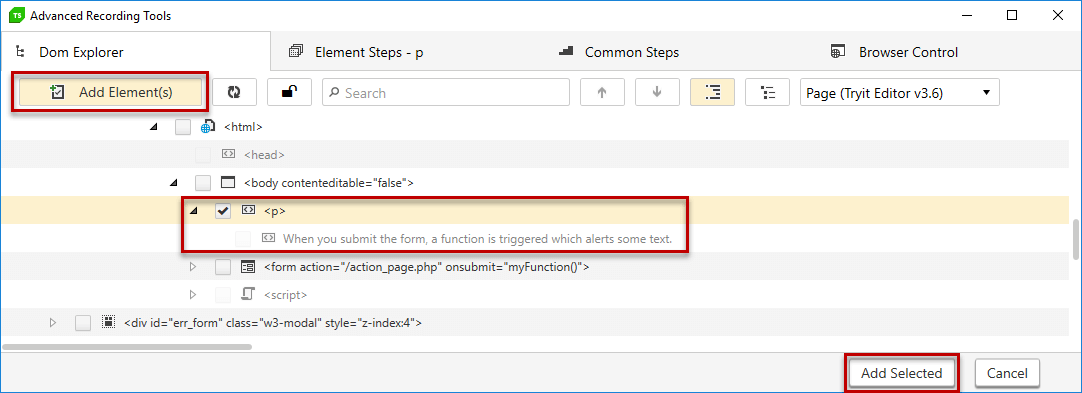 TS Advanced Recording Tools
Dom Explorer Element Steps - p Common Steps Browser Control
Add Element(s) Search Page (Tryit Editor v3.6)
<html>
<head>
<body contenteditable="false">
<p>
When you submit the form, a function is triggered which alerts some text.
<form action="/action_page.php" onsubmit="myFunction()">
<script>
<div id="err_form" class="w3-modal" style="z-index:4">
Add Selected Cancel